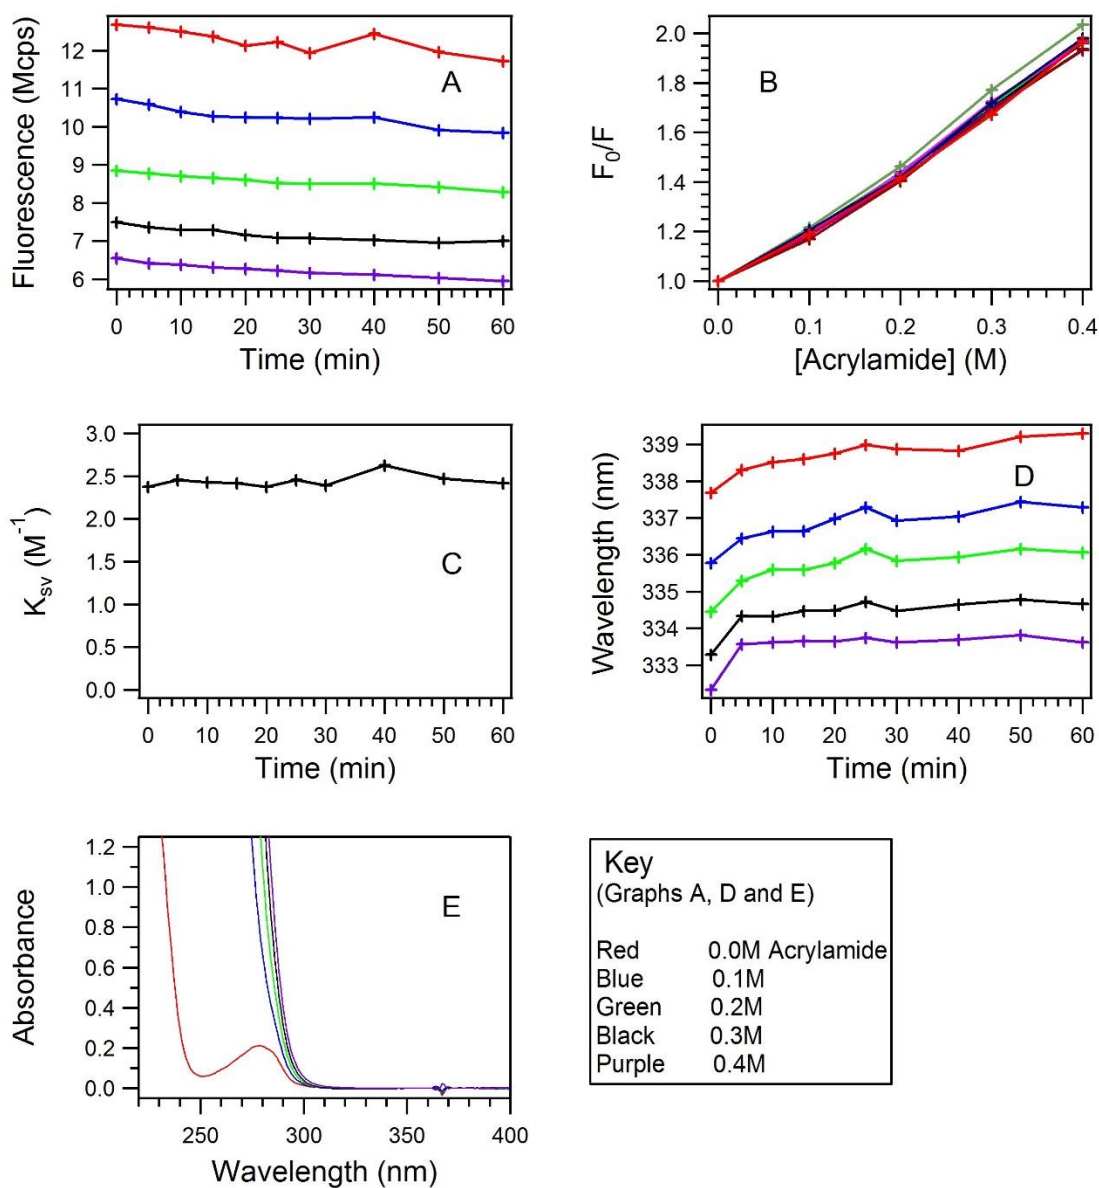 12
11
10
9
8
7
6
Fluorescence (Mcps)
A
0 10 20 30 40 50 60
Time (min)
2.0
1.8
1.6
1.4
1.2
1.0
F₀/F
B
0.0 0.1 0.2 0.3 0.4
[Acrylamide] (M)
3.0
2.5
2.0
1.5
1.0
0.5
0.0
Kₛᵥ (M⁻¹)
C
0 10 20 30 40 50 60
Time (min)
339
338
337
336
335
334
333
Wavelength (nm)
D
0 10 20 30 40 50 60
Time (min)
1.2
1.0
0.8
0.6
0.4
0.2
0.0
Absorbance
E
250 300 350 400
Wavelength (nm)
Key
(Graphs A, D and E)
Red 0.0M Acrylamide
Blue 0.1M
Green 0.2M
Black 0.3M
Purple 0.4M